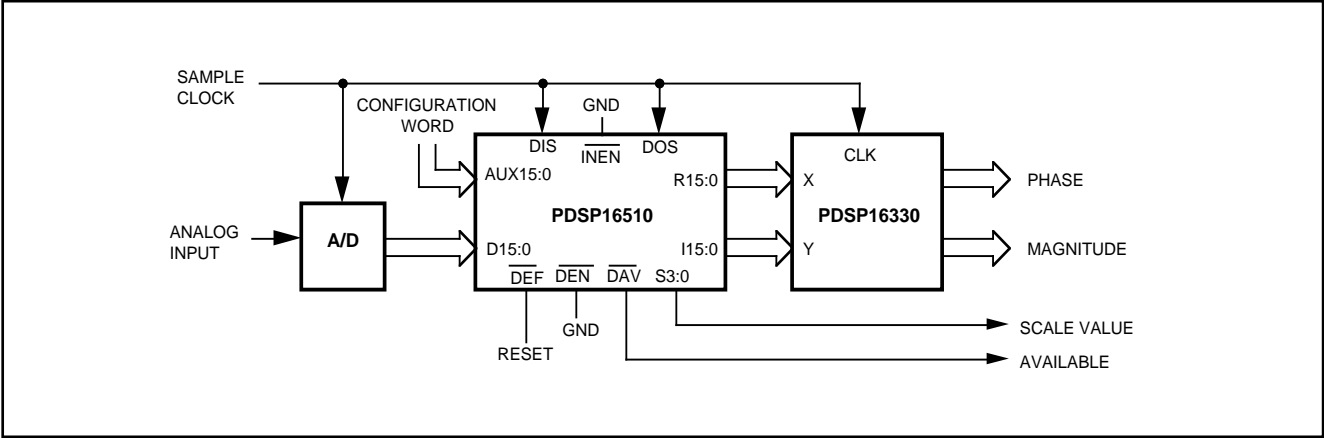 SAMPLE
CLOCK
CONFIGURATION
WORD
GND
DIS
INEN
DOS
CLK
AUX15:0
R15:0
X
PHASE
PDSP16510
PDSP16330
ANALOG
INPUT
A/D
D15:0
I15:0
Y
MAGNITUDE
DEF
DEN
DAV
S3:0
GND
SCALE VALUE
RESET
AVAILABLE